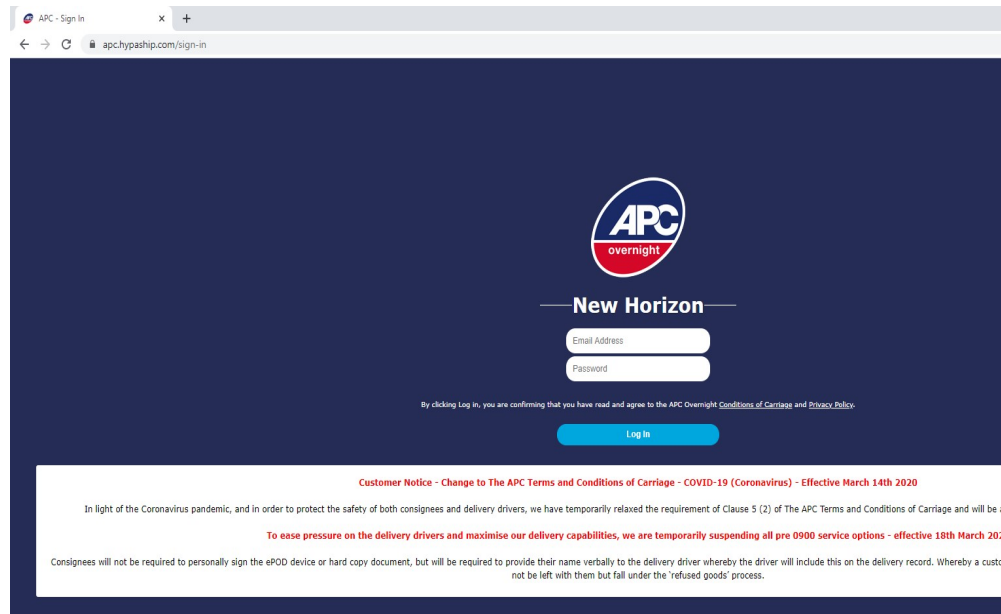 APC - Sign In
apc.hypaship.com/sign-in
APC
overnight
New Horizon
Email Address
Password
By clicking Log in, you are confirming that you have read and agree to the APC Overnight Conditions of Carriage and Privacy Policy.
Log In
Customer Notice - Change to The APC Terms and Conditions of Carriage - COVID-19 (Coronavirus) - Effective March 14th 2020
In light of the Coronavirus pandemic, and in order to protect the safety of both consignees and delivery drivers, we have temporarily relaxed the requirement of Clause 5 (2) of The APC Terms and Conditions of Carriage and will be
To ease pressure on the delivery drivers and maximise our delivery capabilities, we are temporarily suspending all pre 0900 service options - effective 18th March
Consignees will not be required to personally sign the ePOD device or hard copy document, but will be required to provide their name verbally to the delivery driver whereby the driver will include this on the delivery record. Whereby a
not be left with them but fall under the `refused goods' process.